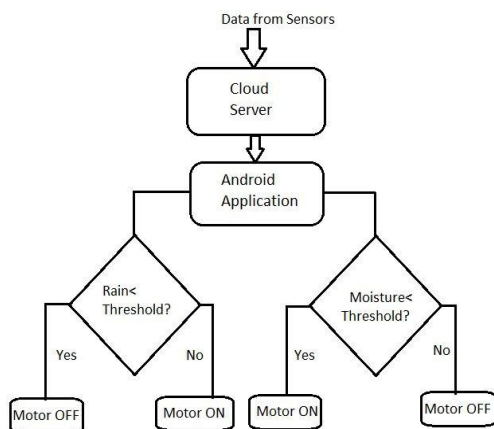 Data from Sensors
Cloud
Server
Android
Application
Rain<
Threshold?
Moisture<
Threshold?
Yes
No
Yes
No
Motor OFF
Motor ON
Motor ON
Motor OFF